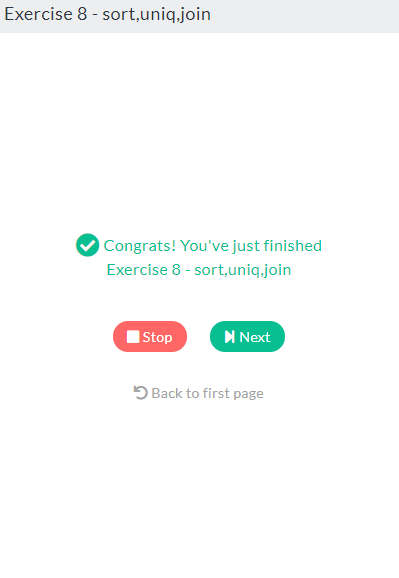 Exercise 8 - sort,uniq,join
Congrats! You've just finished
Exercise 8 - sort,uniq,join
Stop Next
Back to first page